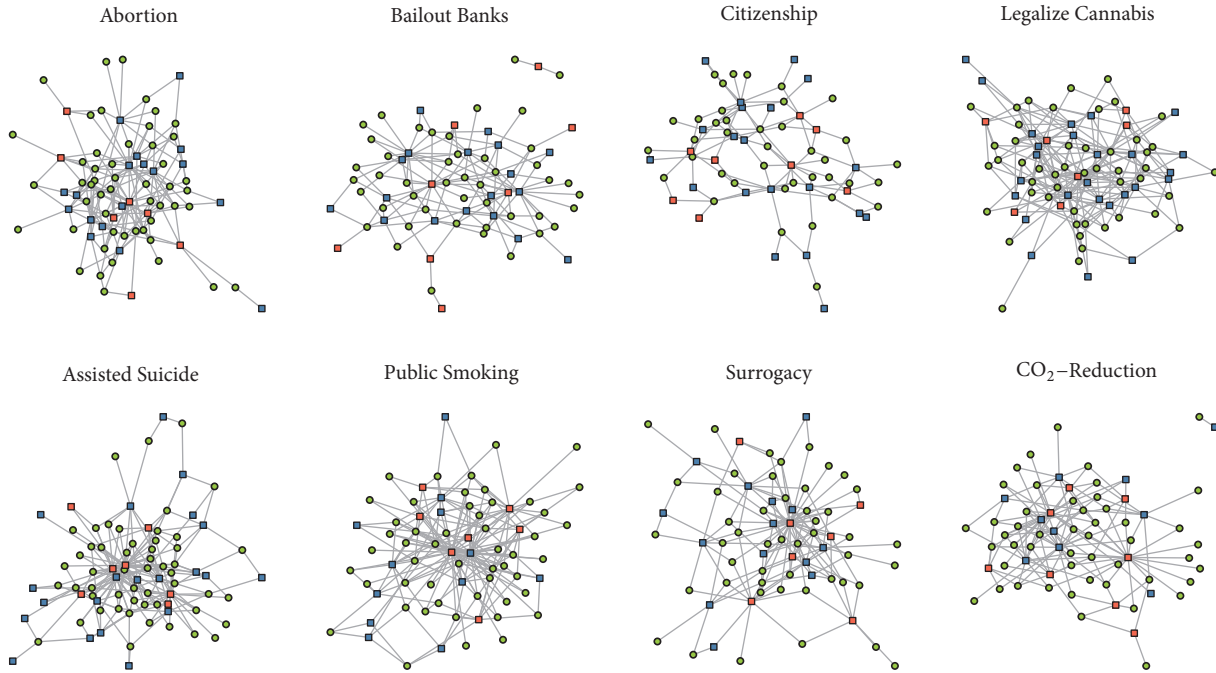 Abortion
Bailout Banks
Citizenship
Legalize Cannabis
Assisted Suicide
Public Smoking
Surrogacy
CO₂−Reduction